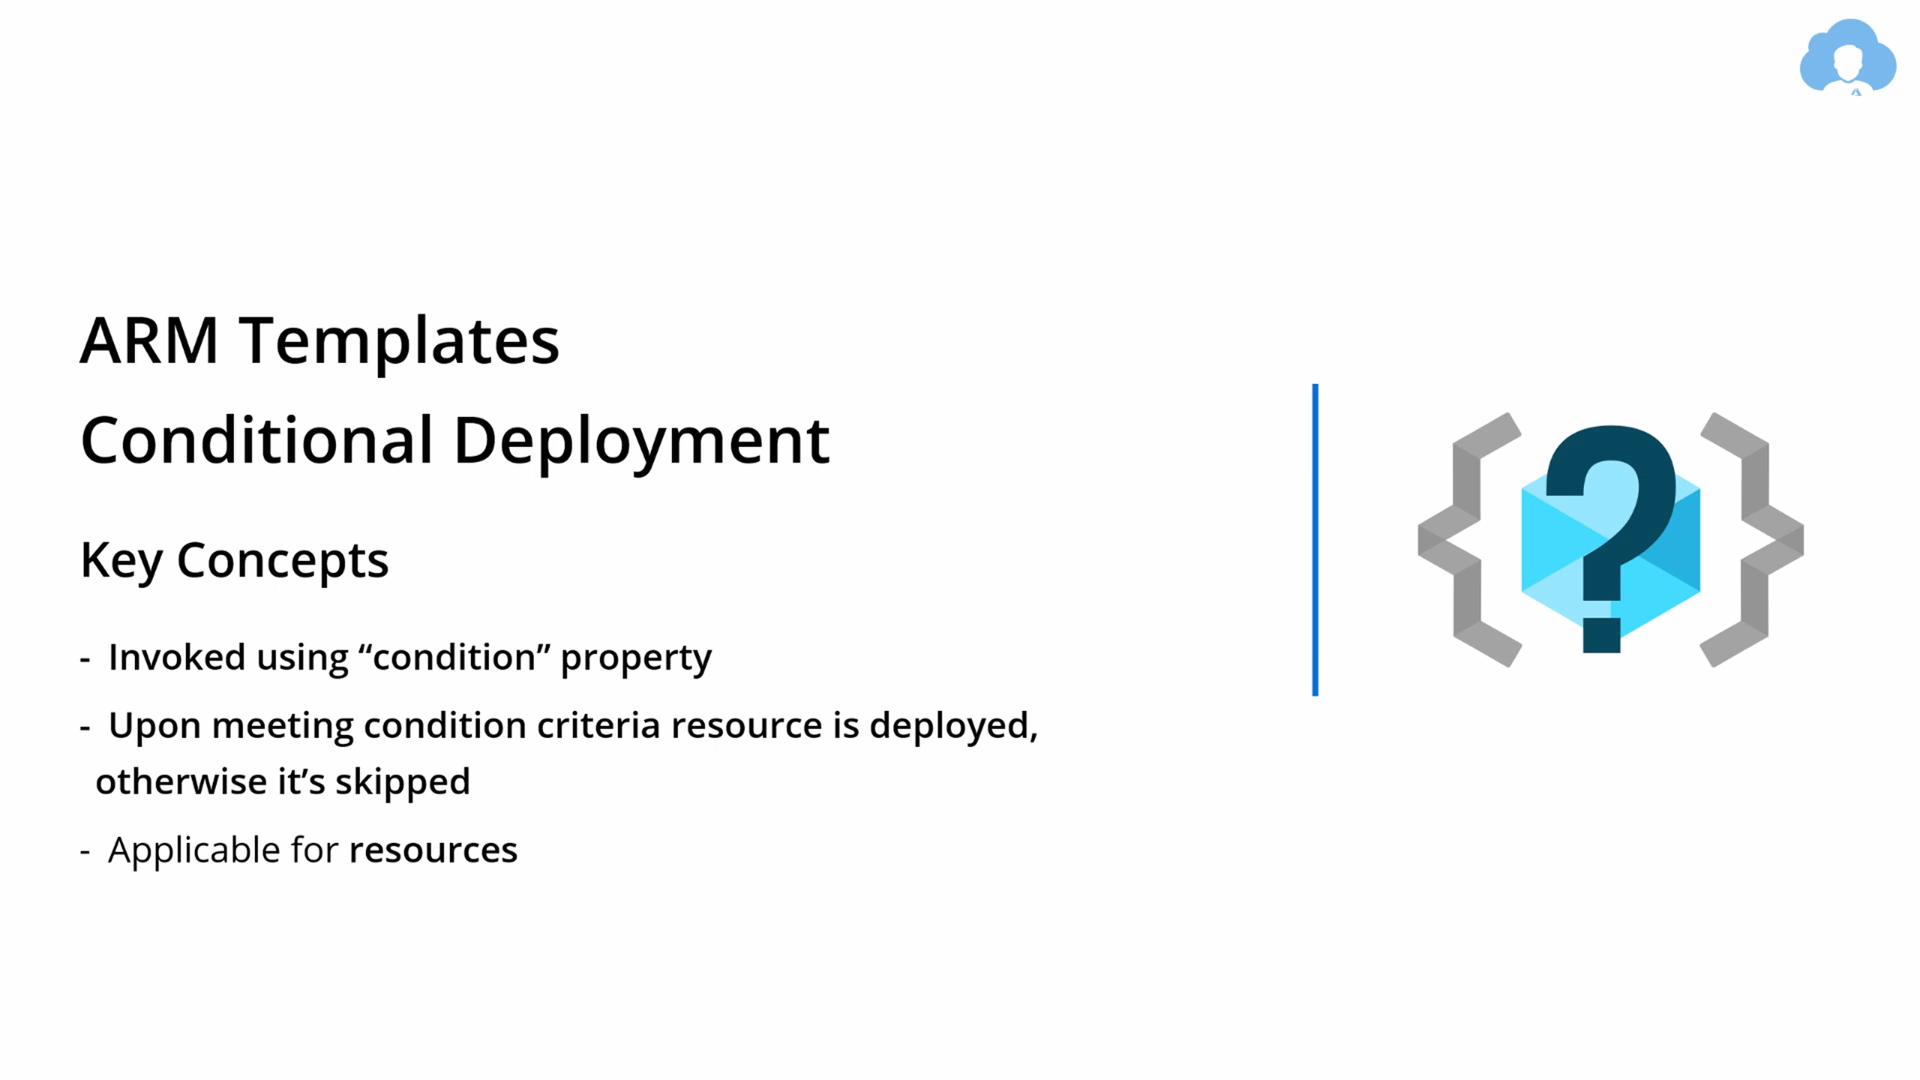 ARM Templates
Conditional Deployment
Key Concepts
- Invoked using “condition” property
- Upon meeting condition criteria resource is deployed,
otherwise it’s skipped
- Applicable for resources